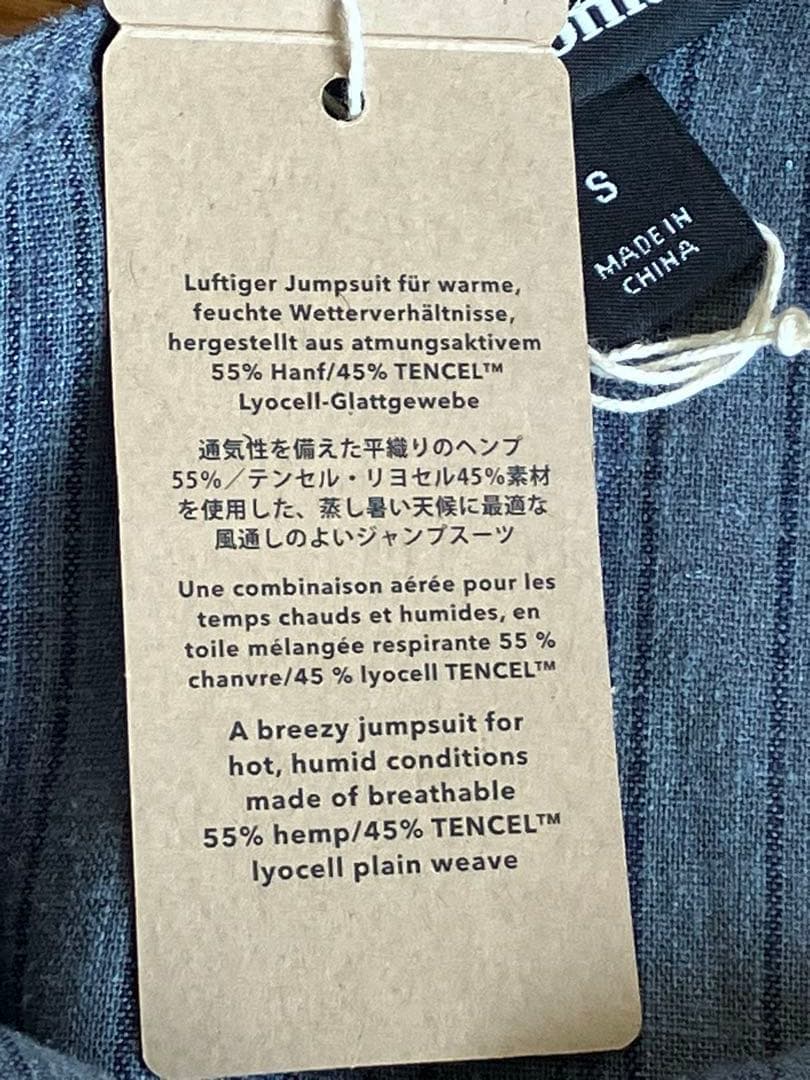 S
MADE IN
CHINA
Luftiger Jumpsuit für warme,
feuchte Wetterverhältnisse,
hergestellt aus atmungsaktivem
55% Hanf/45% TENCEL™
Lyocell-Glattgewebe
通気性を備えた平織りのヘンプ
55%／テンセル・リヨセル45%素材
を使用した、蒸し暑い天候に最適な
風通しのよいジャンプスーツ
Une combinaison aérée pour les
temps chauds et humides, en
toile mélangée respirante 55 %
chanvre/45 % lyocell TENCEL™
A breezy jumpsuit for
hot, humid conditions
made of breathable
55% hemp/45% TENCEL™
lyocell plain weave